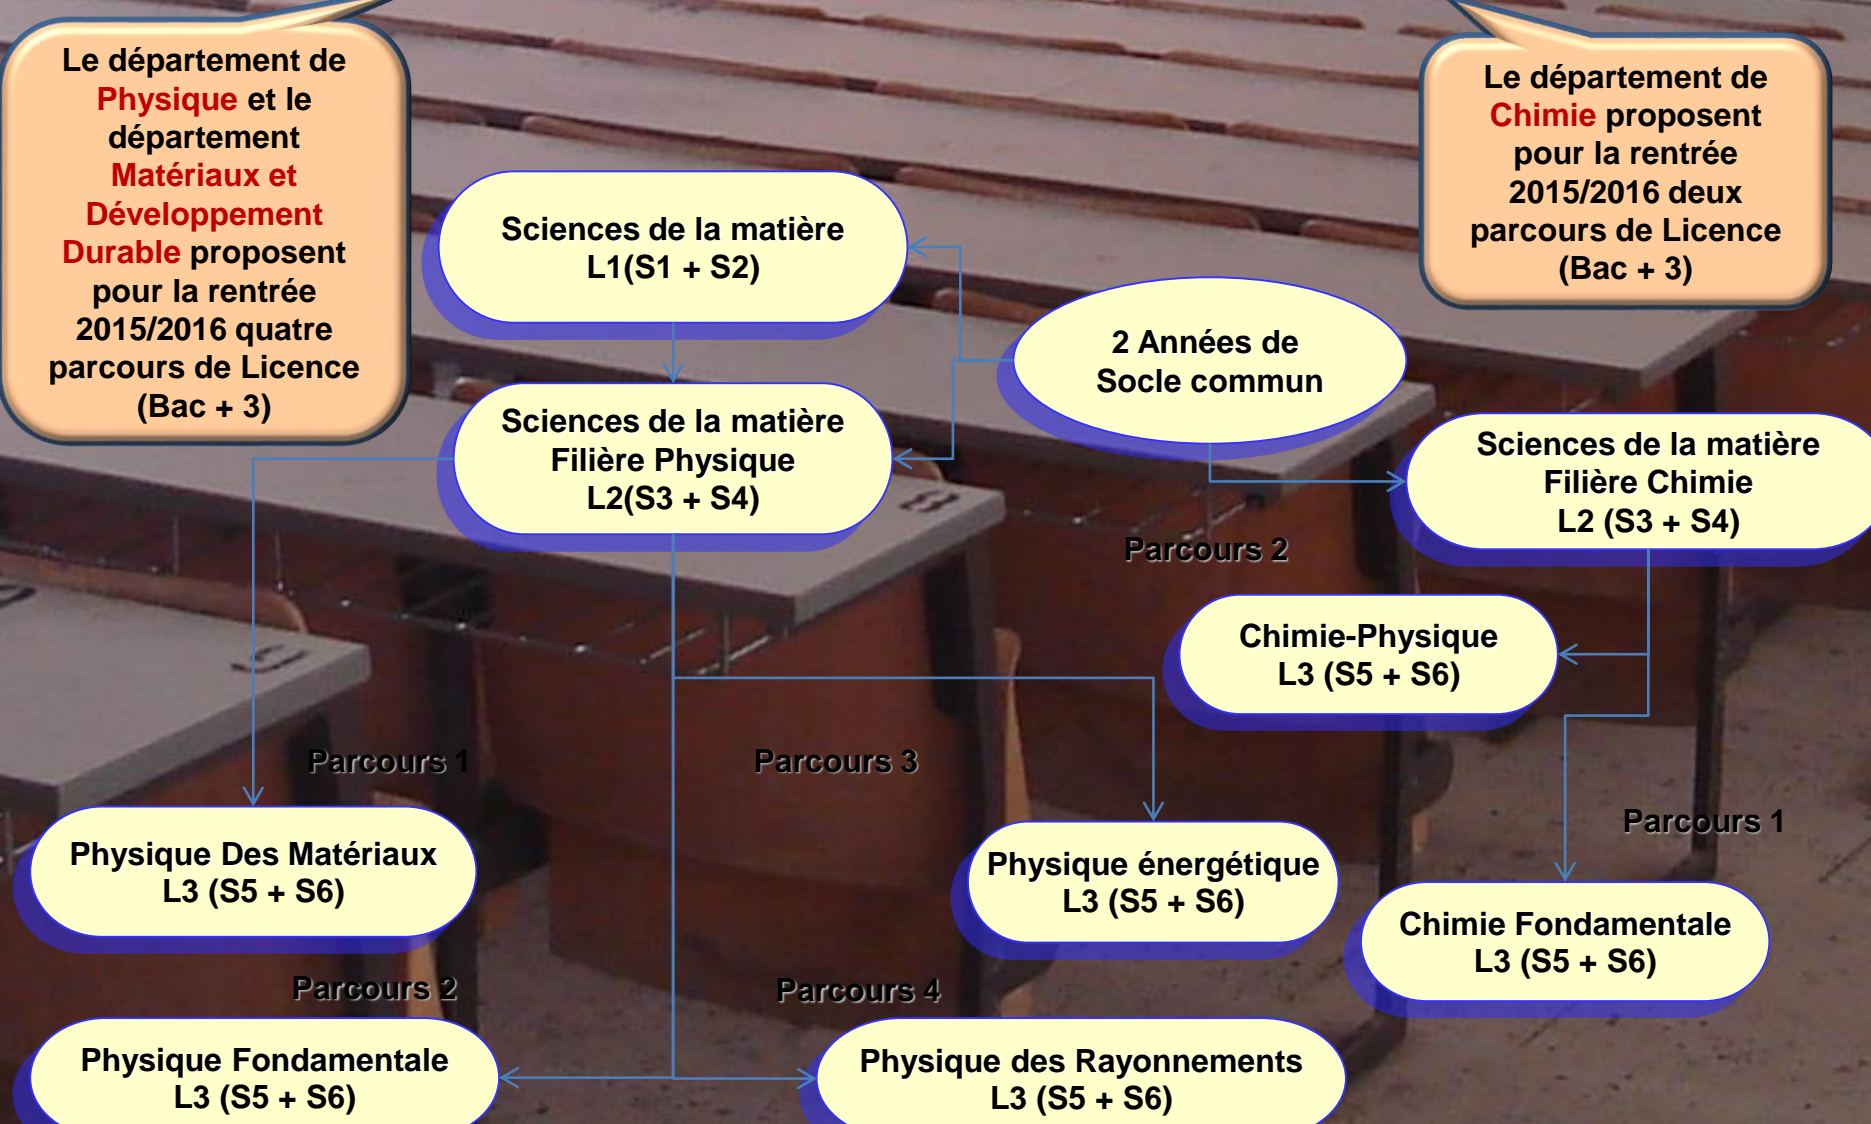 Le département de
Physique et le
département
Matériaux et
Développement
Durable proposent
pour la rentrée
2015/2016 quatre
parcours de Licence
(Bac + 3)
Le département de
Chimie proposent
pour la rentrée
2015/2016 deux
parcours de Licence
(Bac + 3)
Sciences de la matière
L1(S1 + S2)
2 Années de
Socle commun
Sciences de la matière
Filière Physique
L2(S3 + S4)
Sciences de la matière
Filière Chimie
L2 (S3 + S4)
Parcours 2
Chimie-Physique
L3 (S5 + S6)
Parcours 1
Parcours 3
Parcours 1
Physique Des Matériaux
L3 (S5 + S6)
Physique énergétique
L3 (S5 + S6)
Chimie Fondamentale
L3 (S5 + S6)
Parcours 2
Parcours 4
Physique Fondamentale
L3 (S5 + S6)
Physique des Rayonnements
L3 (S5 + S6)